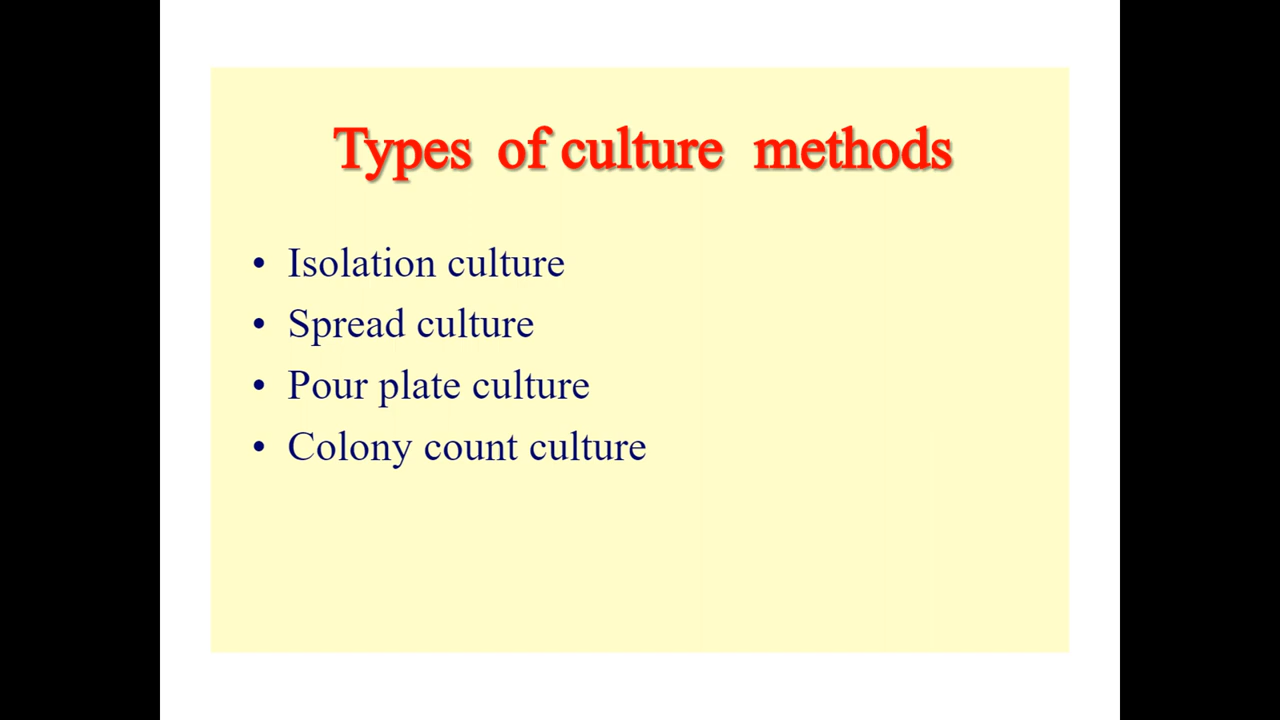 Types of culture methods
• Isolation culture
• Spread culture
• Pour plate culture
• Colony count culture